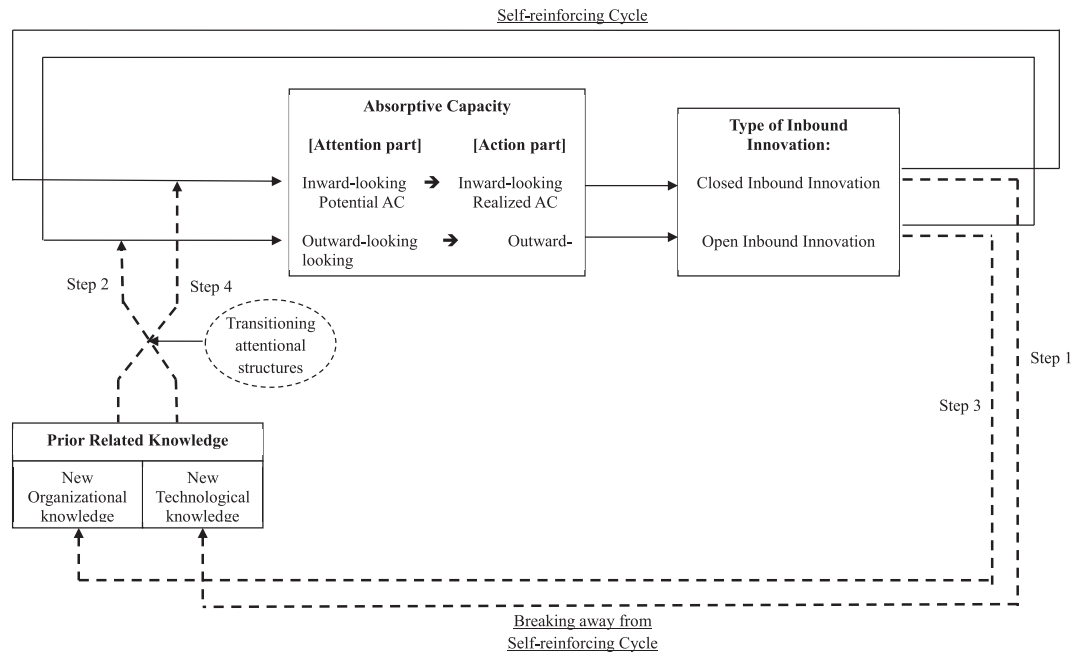 Self-reinforcing Cycle
Absorptive Capacity
[Attention part] [Action part]
Inward-looking ➔ Inward-looking
Potential AC Realized AC
Outward-looking ➔ Outward-
looking
Type of Inbound
Innovation:
Closed Inbound Innovation
Open Inbound Innovation
Step 2
Step 4
Transitioning
attentional
structures
Step 1
Step 3
Prior Related Knowledge
New
Organizational
knowledge
New
Technological
knowledge
Breaking away from
Self-reinforcing Cycle